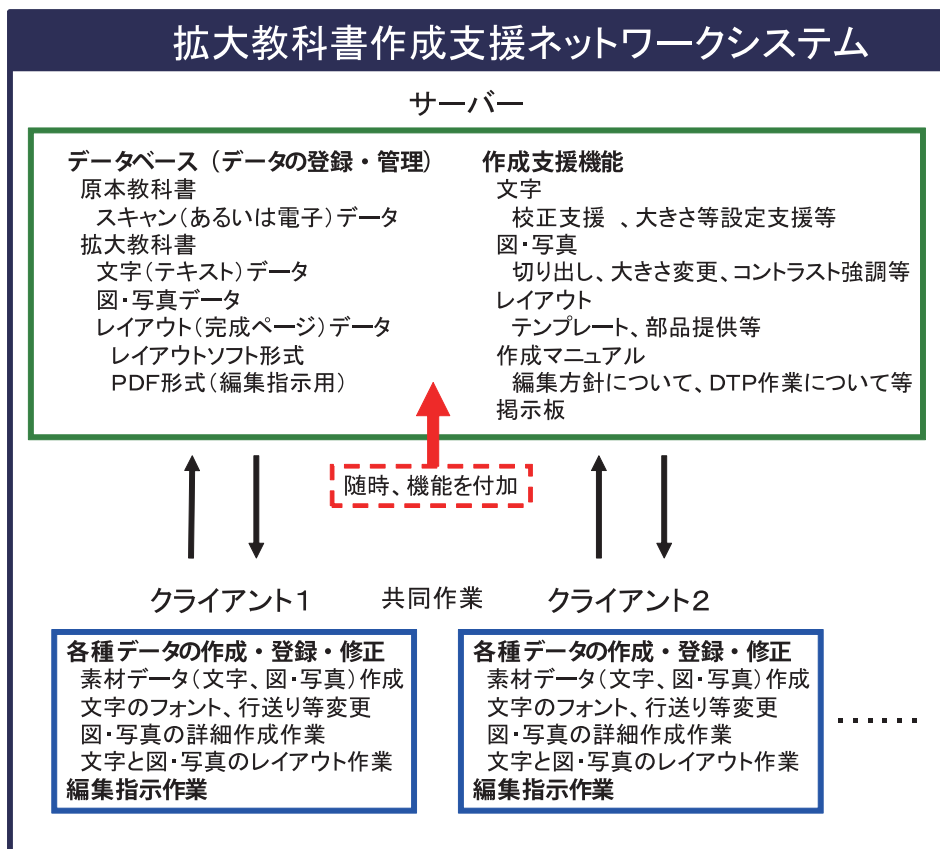 拡大教科書作成支援ネットワークシステム
サーバー
データベース（データの登録・管理）
原本教科書
スキャン（あるいは電子）データ
拡大教科書
文字（テキスト）データ
図・写真データ
レイアウト（完成ページ）データ
レイアウトソフト形式
PDF形式（編集指示用）
作成支援機能
文字
校正支援 、大きさ等設定支援等
図・写真
切り出し、大きさ変更、コントラスト強調等
レイアウト
テンプレート、部品提供等
作成マニュアル
編集方針について、DTP作業について等
掲示板
随時、機能を付加
クライアント1
共同作業
クライアント2
各種データの作成・登録・修正
素材データ（文字、図・写真）作成
文字のフォント、行送り等変更
図・写真の詳細作成作業
文字と図・写真のレイアウト作業
編集指示作業
各種データの作成・登録・修正
素材データ（文字、図・写真）作成
文字のフォント、行送り等変更
図・写真の詳細作成作業
文字と図・写真のレイアウト作業
編集指示作業
……